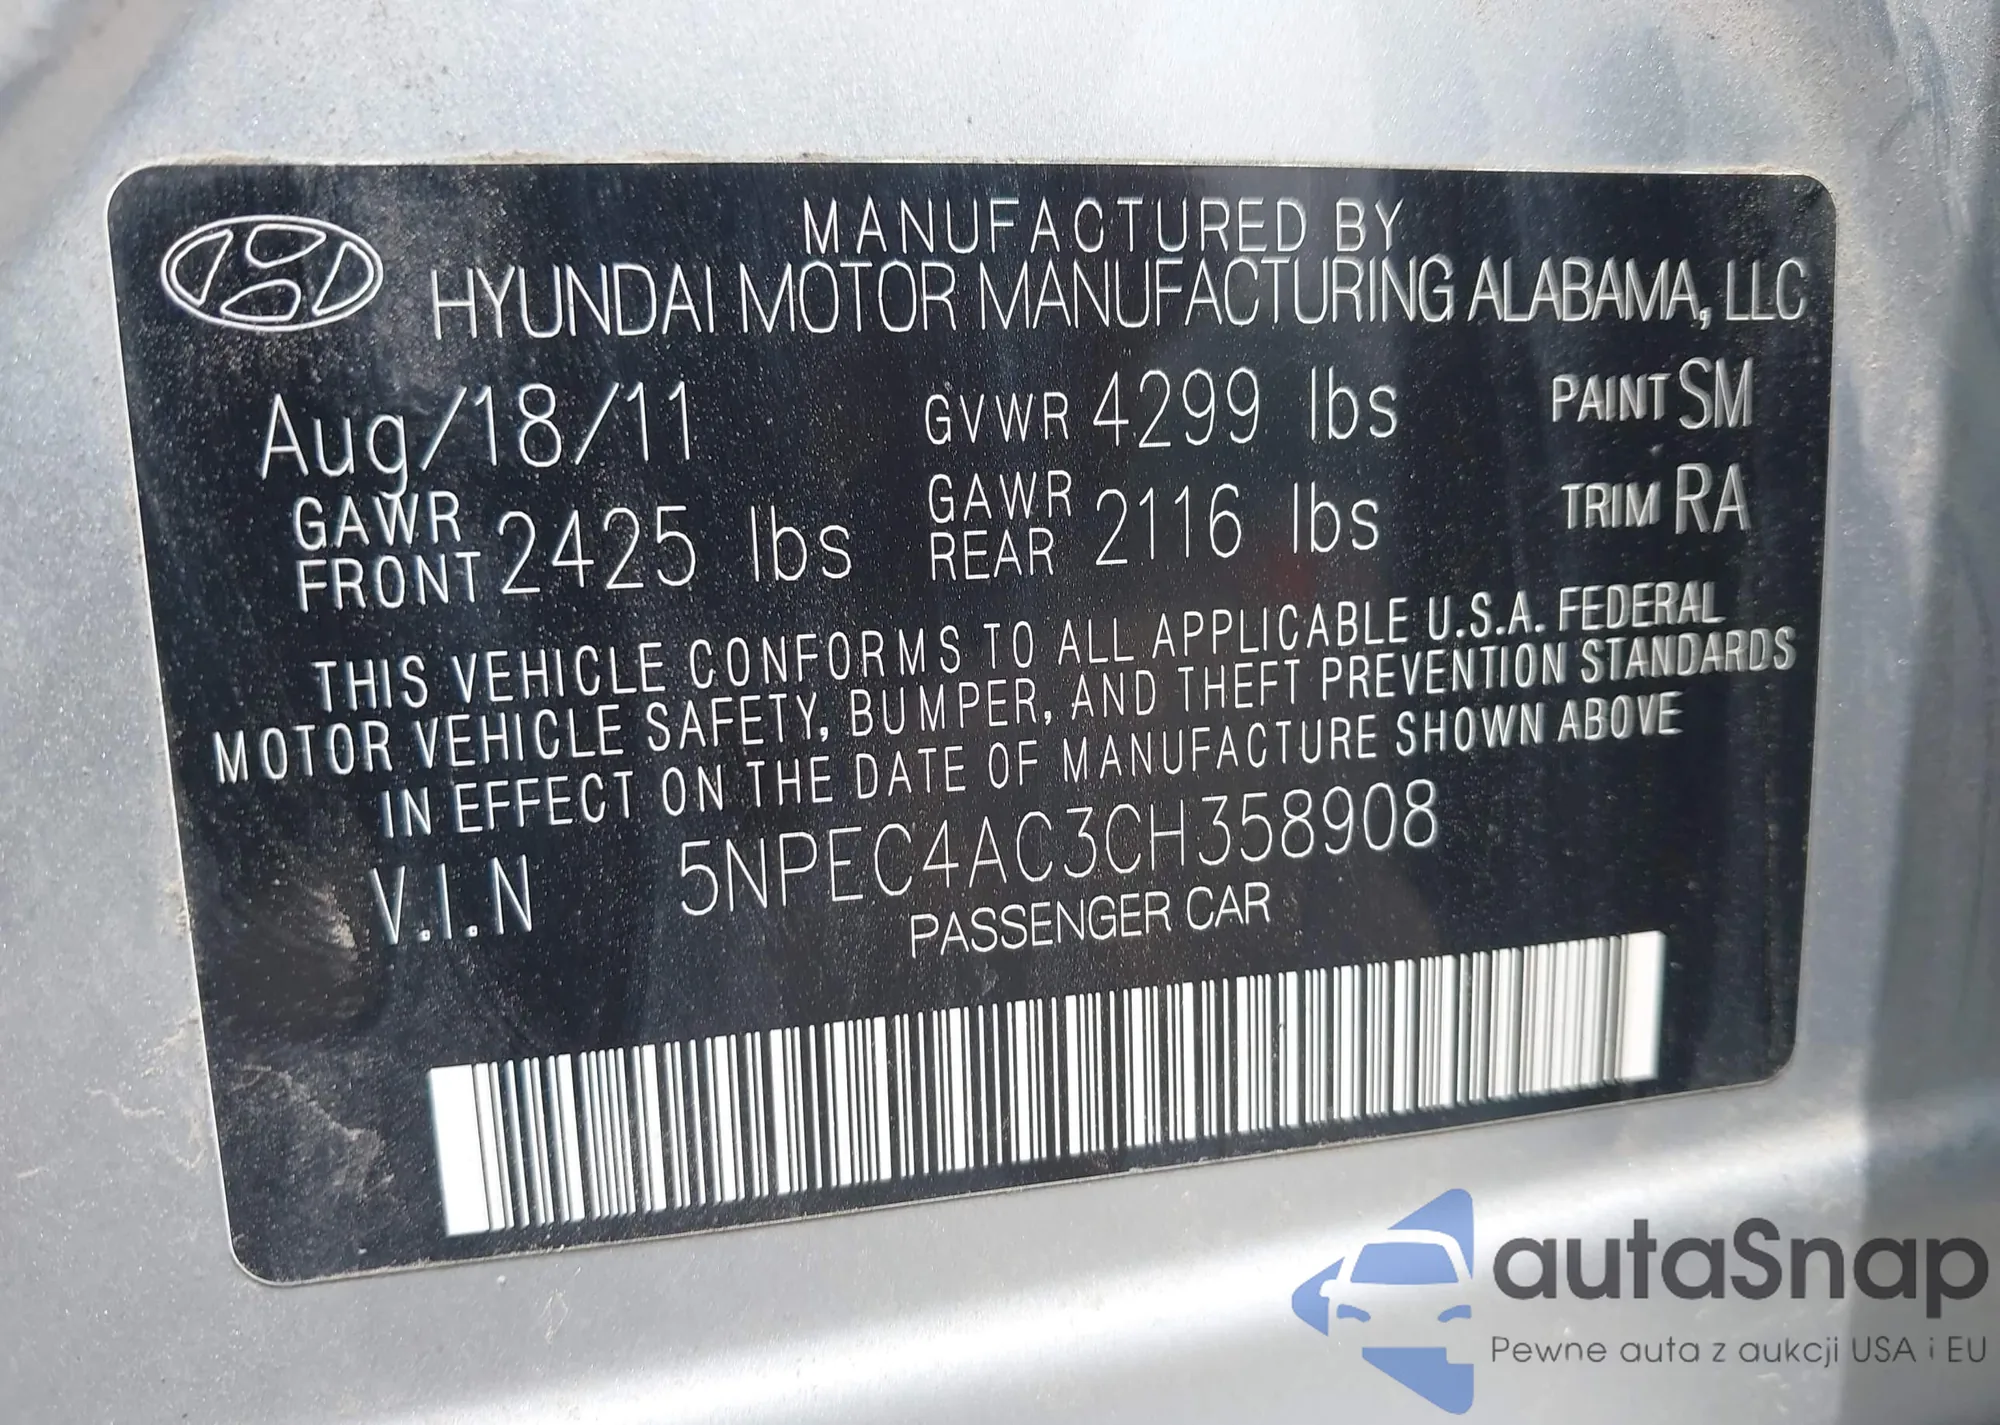 MANUFACTURED BY
HYUNDAI MOTOR MANUFACTURING ALABAMA, LLC
Aug/18/11 GVWR 4299 lbs PAINT SM
GAWR FRONT 2425 lbs GAWR REAR 2116 lbs TRIM RA
THIS VEHICLE CONFORMS TO ALL APPLICABLE U.S.A. FEDERAL
MOTOR VEHICLE SAFETY, BUMPER, AND THEFT PREVENTION STANDARDS
IN EFFECT ON THE DATE OF MANUFACTURE SHOWN ABOVE
V.I.N 5NPEC4AC3CH358908
PASSENGER CAR
autaSnap
Pewne auta z aukcji USA i EU